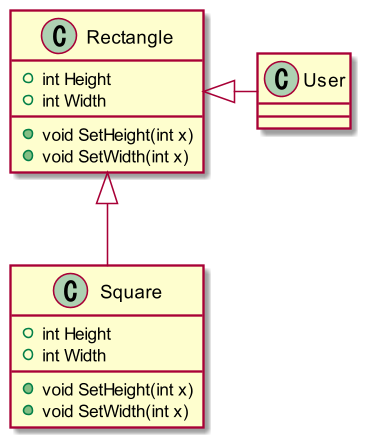 C Rectangle
int Height
int Width
void SetHeight(int x)
void SetWidth(int x)
C User
C Square
int Height
int Width
void SetHeight(int x)
void SetWidth(int x)